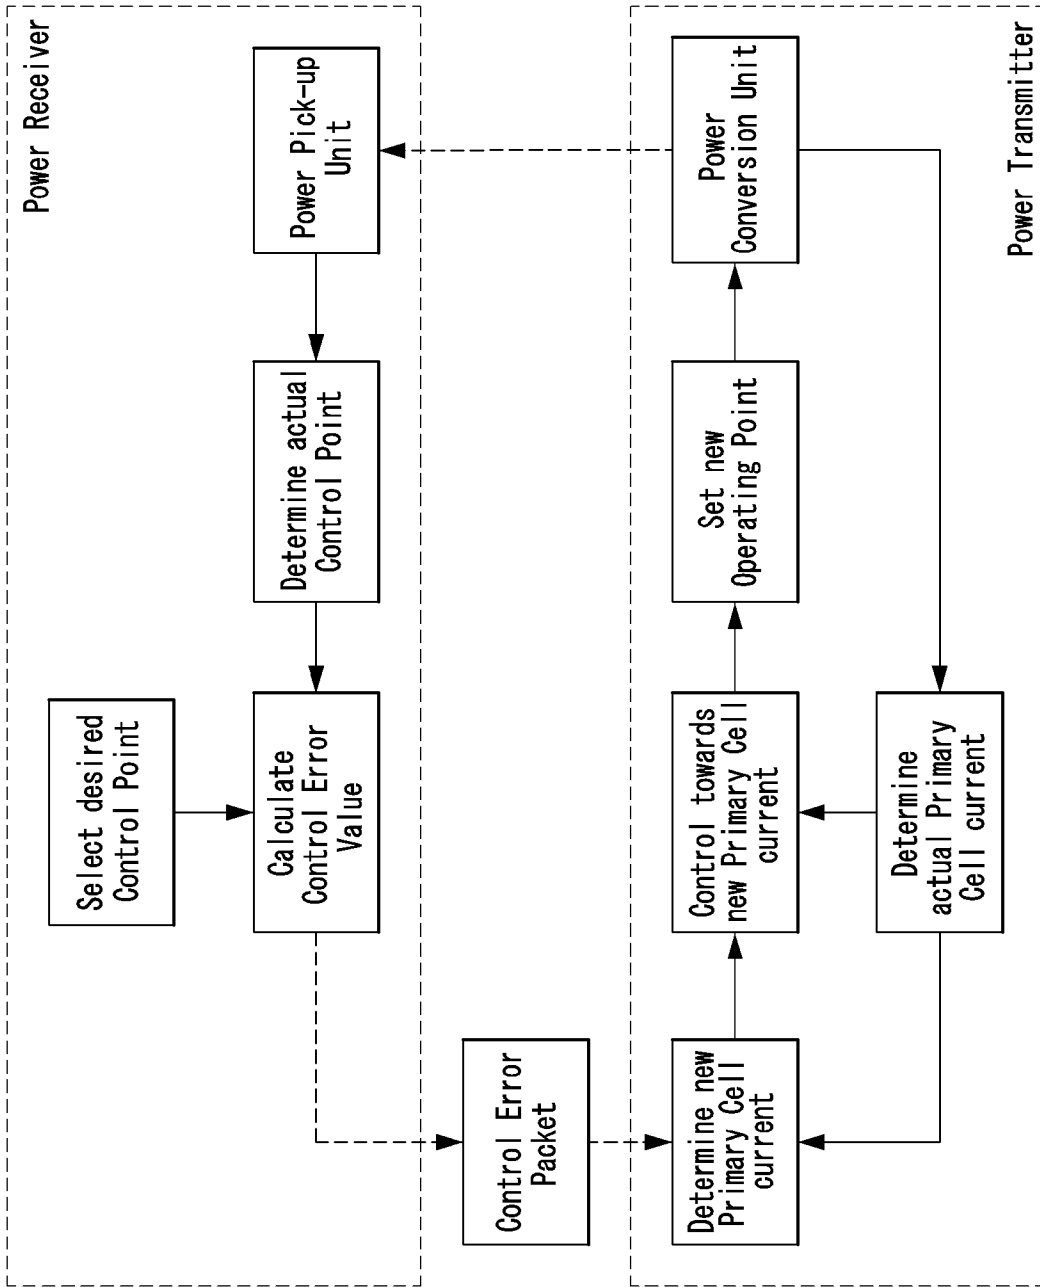 Power Receiver
Select desired
Control Point
Calculate
Control Error
Value
Determine actual
Control Point
Power Pick-up
Unit
Control Error
Packet
Determine new
Primary Cell
current
Control towards
new Primary Cell
current
Set new
Operating Point
Power
Conversion Unit
Determine
actual Primary
Cell current
Power Transmitter